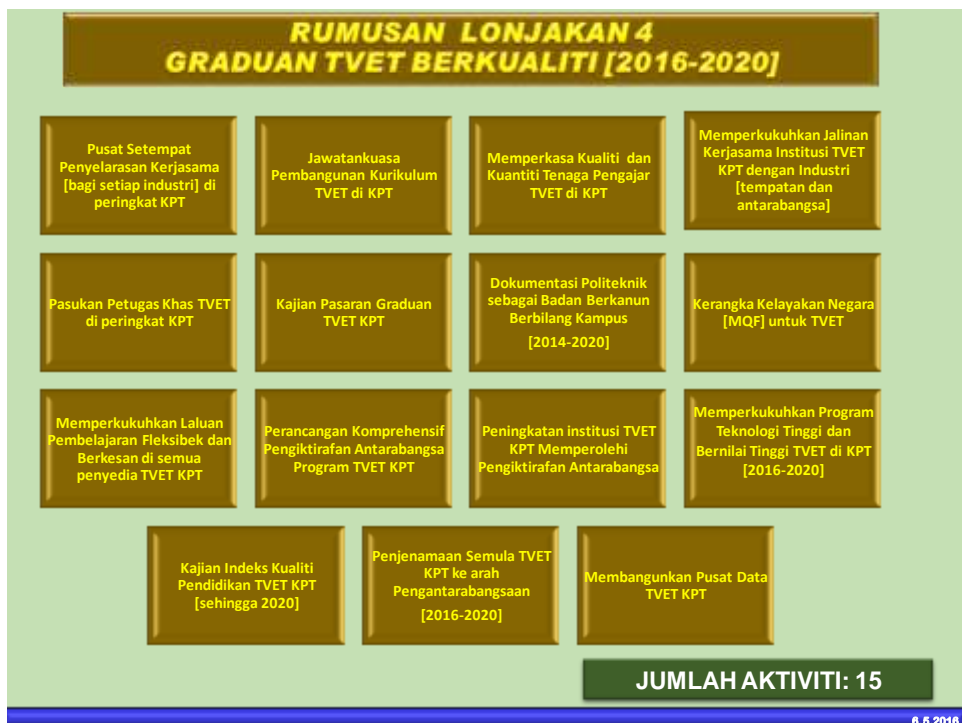 RUMUSAN LONJAKAN 4
GRADUAN TVET BERKUALITI [2016-2020]
Pusat Setempat
Penyelarasan Kerjasama
[bagi setiap industri] di
peringkat KPT
Jawatankuasa
Pembangunan Kurikulum
TVET di KPT
Memperkasa Kualiti dan
Kuantiti Tenaga Pengajar
TVET di KPT
Memperkukuhkan Jalinan
Kerjasama Institusi TVET
KPT dengan Industri
[tempatan dan
antarabangsa]
Pasukan Petugas Khas TVET
di peringkat KPT
Kajian Pasaran Graduan
TVET KPT
Dokumentasi Politeknik
sebagai Badan Berkanun
Berbilang Kampus
[2014-2020]
Kerangka Kelayakan Negara
[MQF] untuk TVET
Memperkukuhkan Laluan
Pembelajaran Fleksibek dan
Berkesan di semua
penyedia TVET KPT
Perancangan Komprehensif
Pengiktirafan Antarabangsa
Program TVET KPT
Peningkatan institusi TVET
KPT Memperolehi
Pengiktirafan Antarabangsa
Memperkukuhkan Program
Teknologi Tinggi dan
Bernilai Tinggi TVET di KPT
[2016-2020]
Kajian Indeks Kualiti
Pendidikan TVET KPT
[sehingga 2020]
Penjenamaan Semula TVET
KPT ke arah
Pengantarabangsaan
[2016-2020]
Membangunkan Pusat Data
TVET KPT
JUMLAH AKTIVITI: 15
6.5.2016